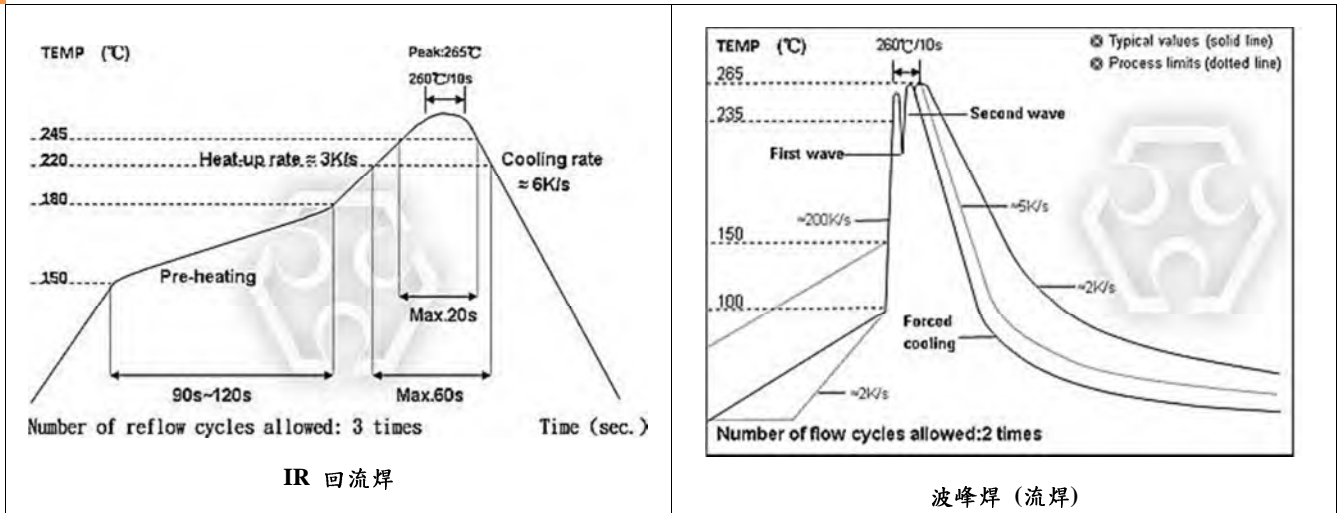 TEMP (℃)
Peak:265℃
260℃/10s
245
220
Heat-up rate ≈ 3K/s
Cooling rate
≈ 6K/s
180
150
Pre-heating
Max.20s
90s~120s
Max.60s
Number of reflow cycles allowed: 3 times
Time (sec.)
IR 回流焊
TEMP (℃)
260℃/10s
⊗ Typical values (solid line)
⊗ Process limits (dotted line)
265
235
Second wave
First wave
≈200K/s
≈5K/s
150
≈2K/s
100
Forced
cooling
≈2K/s
Number of flow cycles allowed:2 times
波峰焊 (流焊)